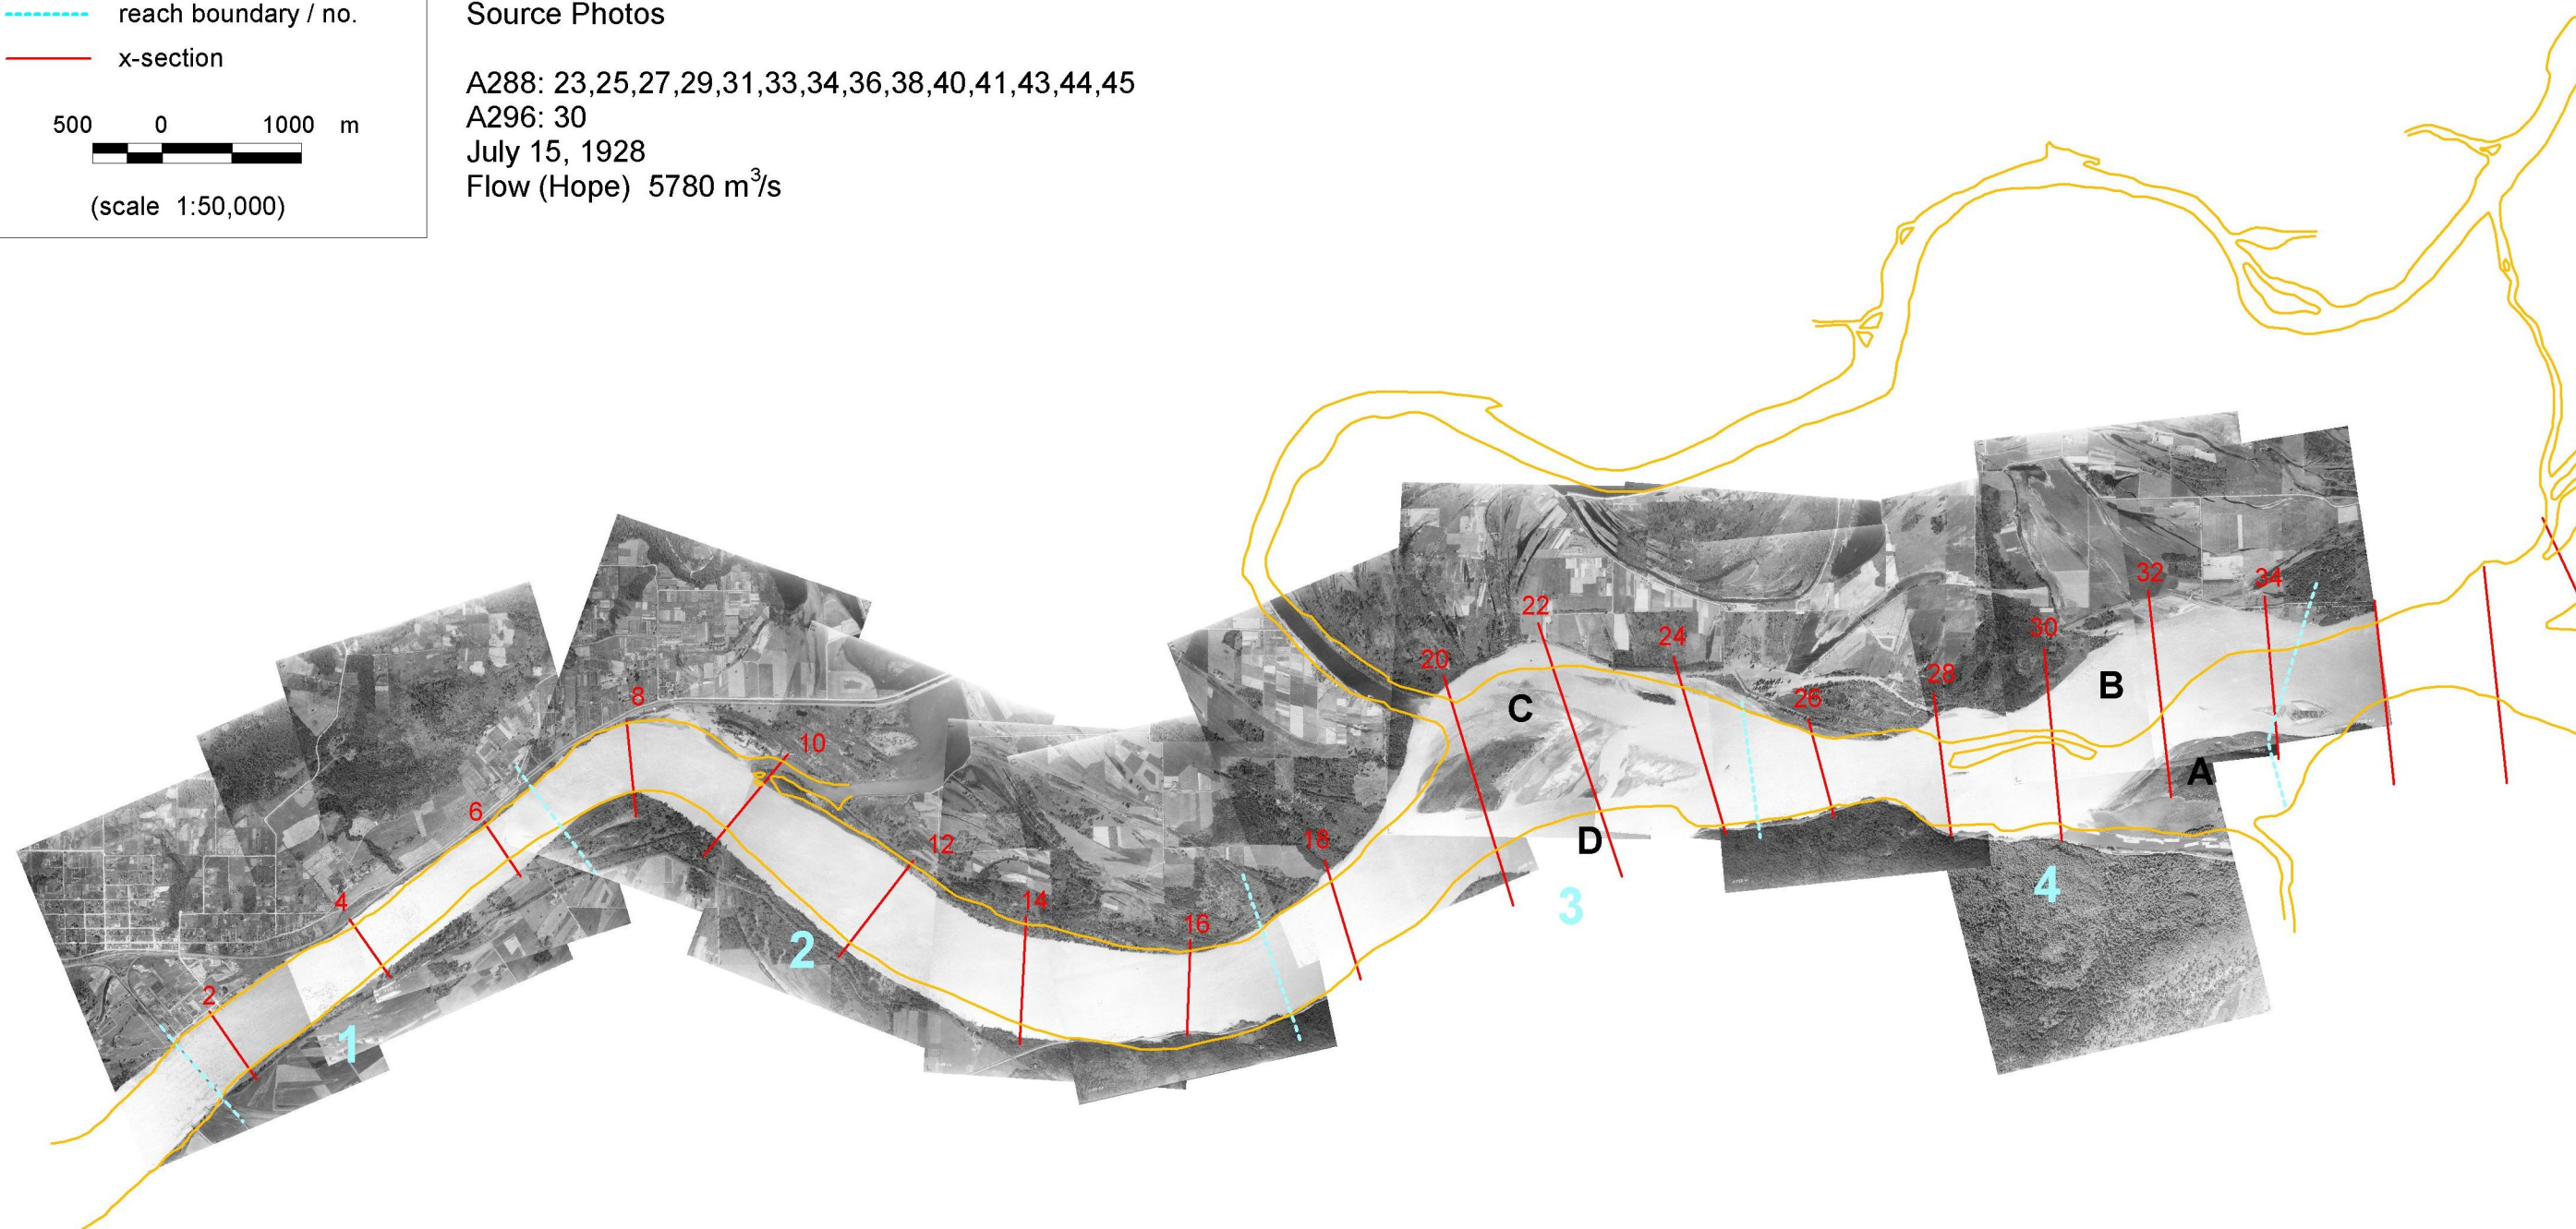 reach boundary / no.
x-section
500 0 1000 m
(scale 1:50,000)
Source Photos
A288: 23,25,27,29,31,33,34,36,38,40,41,43,44,45
A296: 30
July 15, 1928
Flow (Hope) 5780 m³/s
2
4
6
8
10
12
14
16
18
20
22
24
26
28
30
32
34
1
2
3
4
A
B
C
D